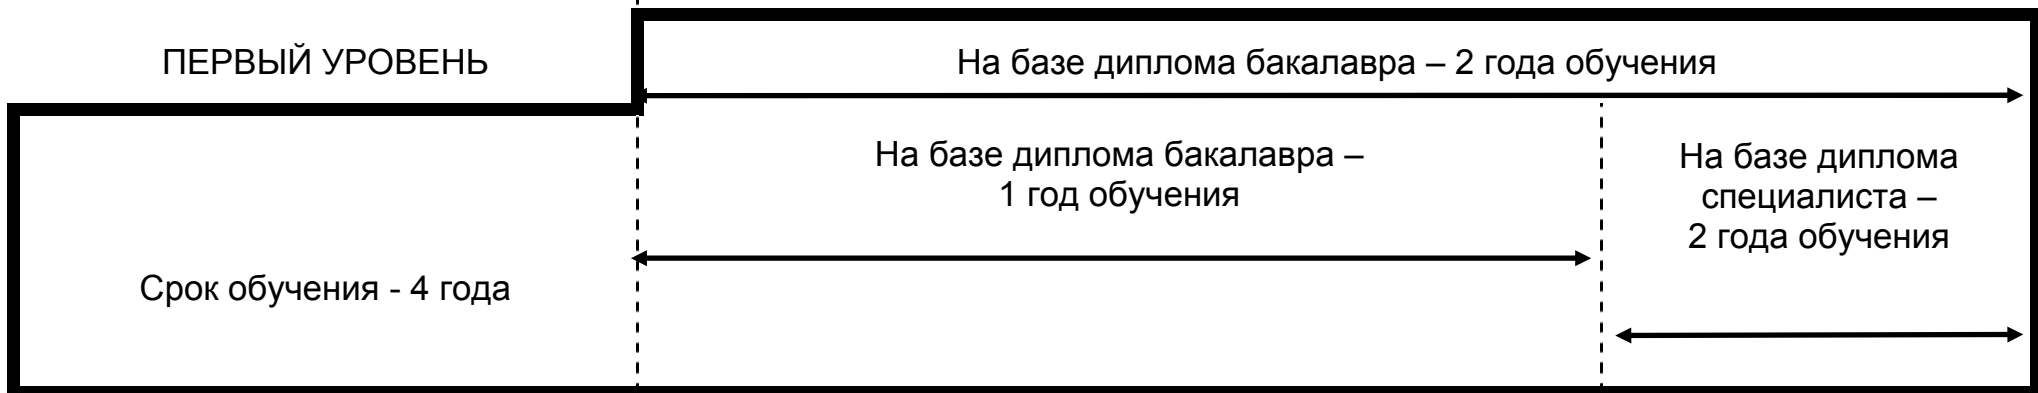 ПЕРВЫЙ УРОВЕНЬ
На базе диплома бакалавра – 2 года обучения
На базе диплома бакалавра –
1 год обучения
На базе диплома
специалиста –
2 года обучения
Срок обучения - 4 года